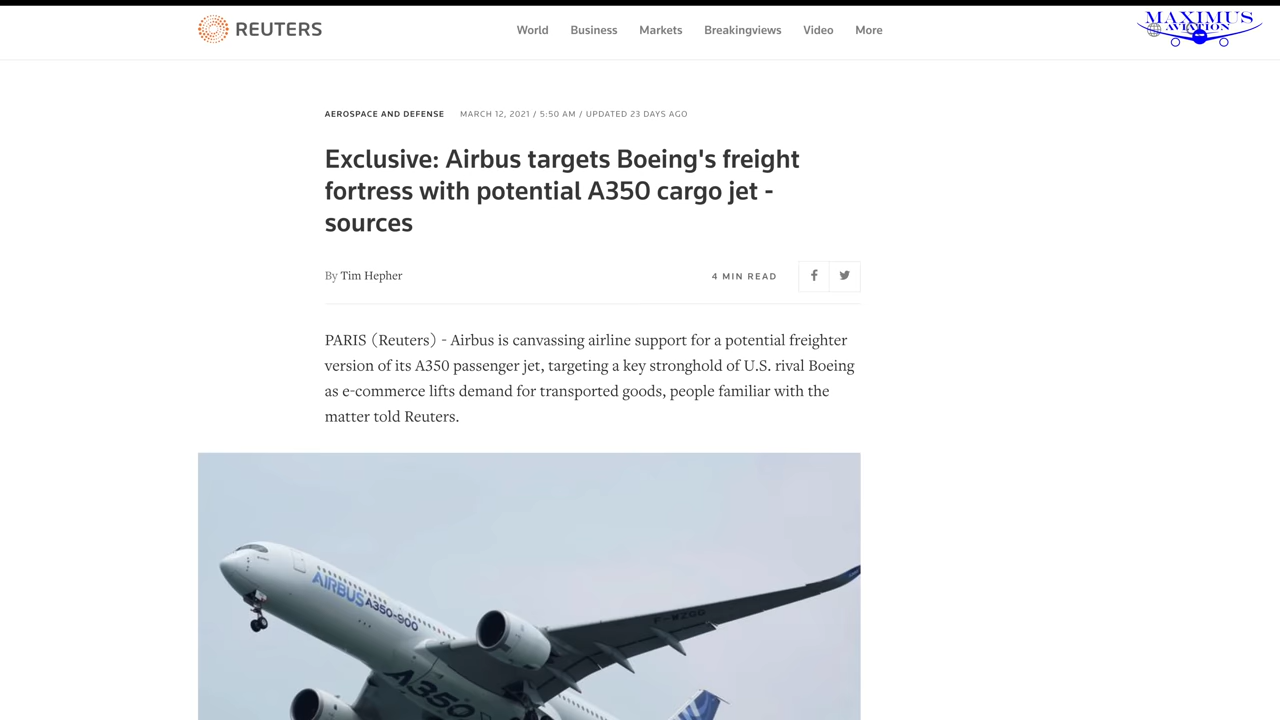 REUTERS
World Business Markets Breakingviews Video More
MAXIMUS
AVIATION
AEROSPACE AND DEFENSE MARCH 12, 2021 / 5:50 AM / UPDATED 23 DAYS AGO
Exclusive: Airbus targets Boeing's freight
fortress with potential A350 cargo jet -
sources
By Tim Hepher
4 MIN READ
PARIS (Reuters) - Airbus is canvassing airline support for a potential freighter
version of its A350 passenger jet, targeting a key stronghold of U.S. rival Boeing
as e-commerce lifts demand for transported goods, people familiar with the
matter told Reuters.
AIRBUS A350-900
F-WZGG
A350